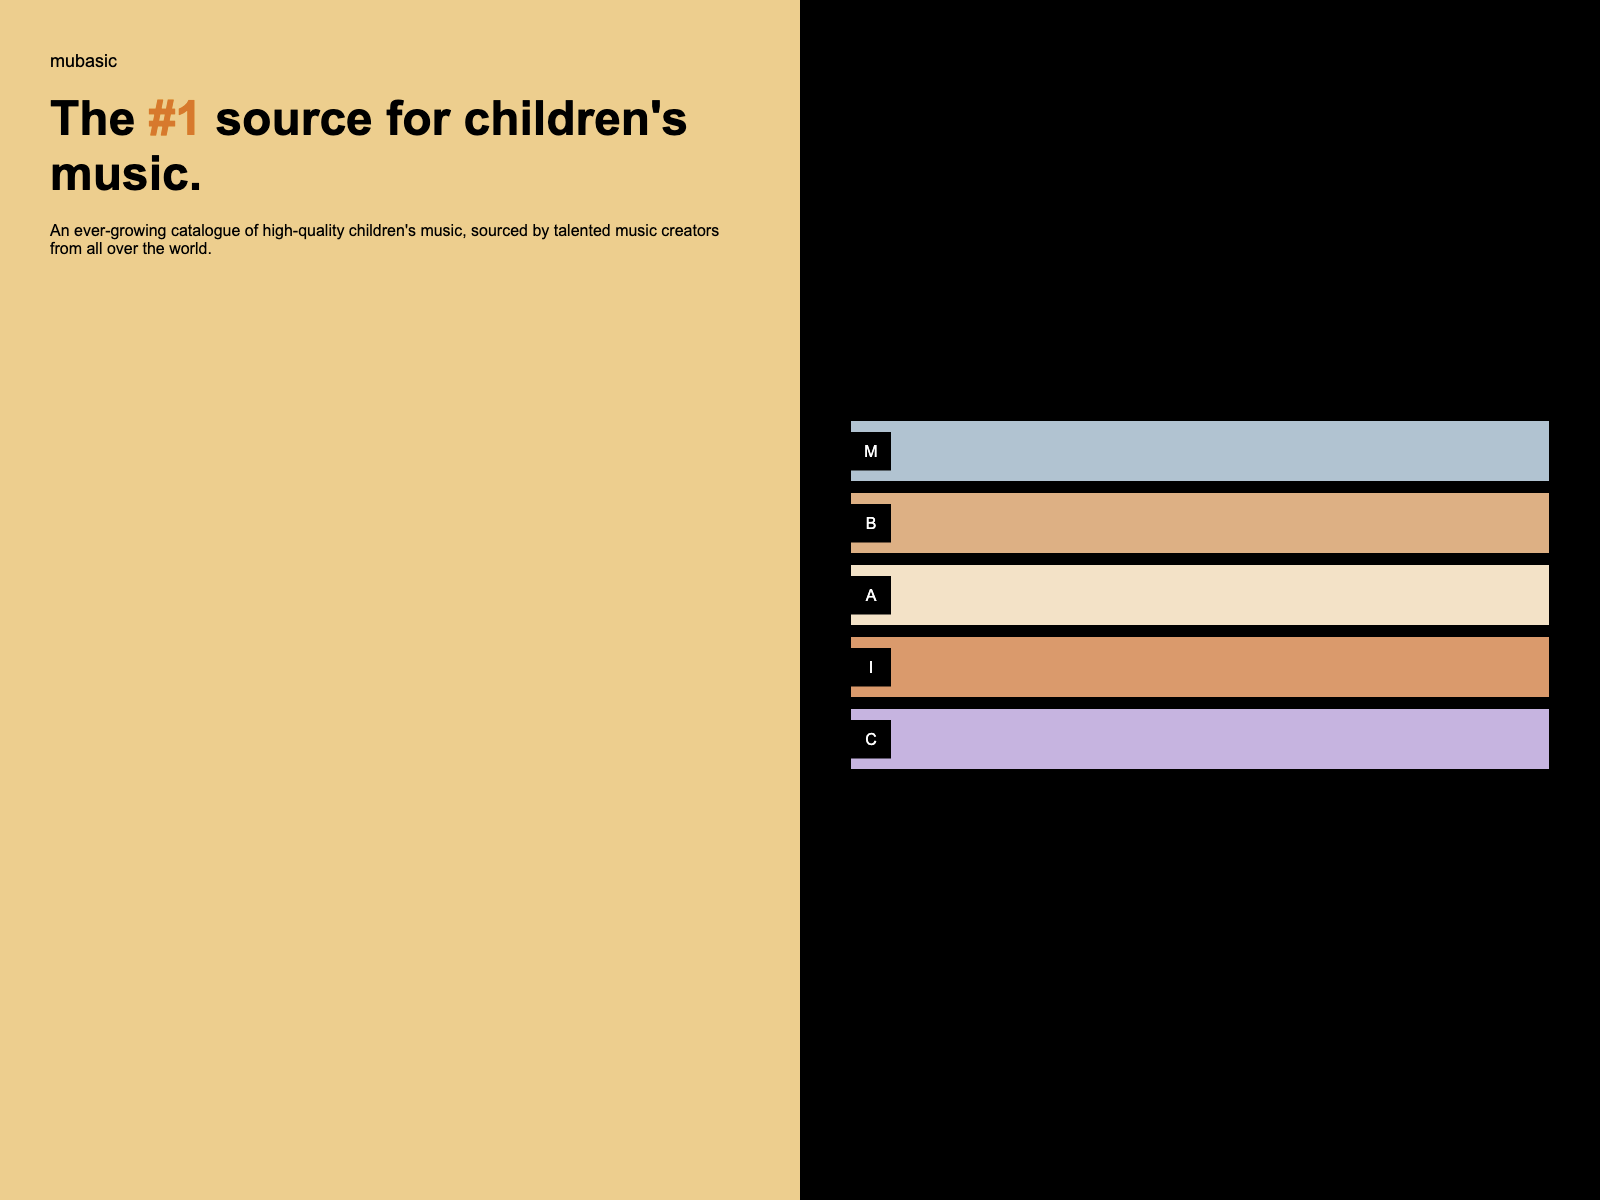 mubasic
The #1 source for children's
music.
An ever-growing catalogue of high-quality children's music, sourced by talented music creators
from all over the world.
M
B
A
I
C